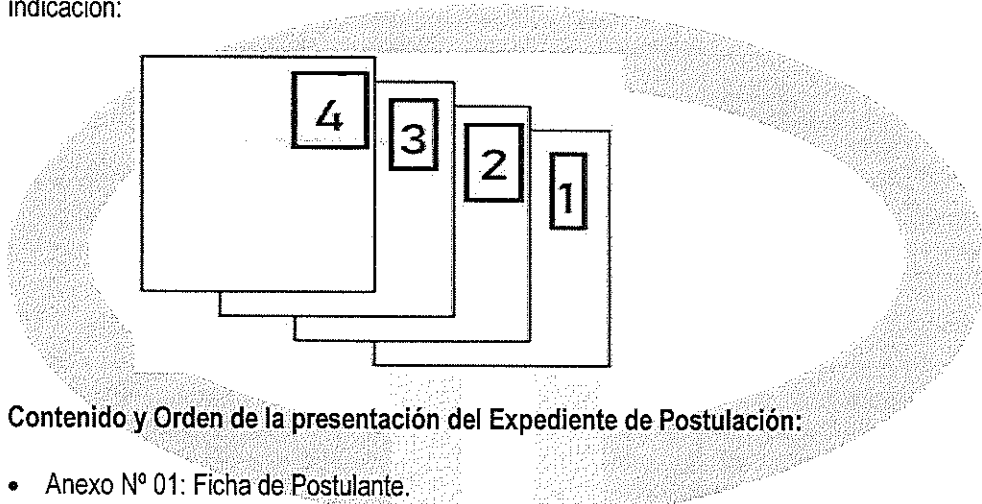 indicación:
4
3
2
1
Contenido y Orden de la presentación del Expediente de Postulación:
• Anexo Nº 01: Ficha de Postulante.